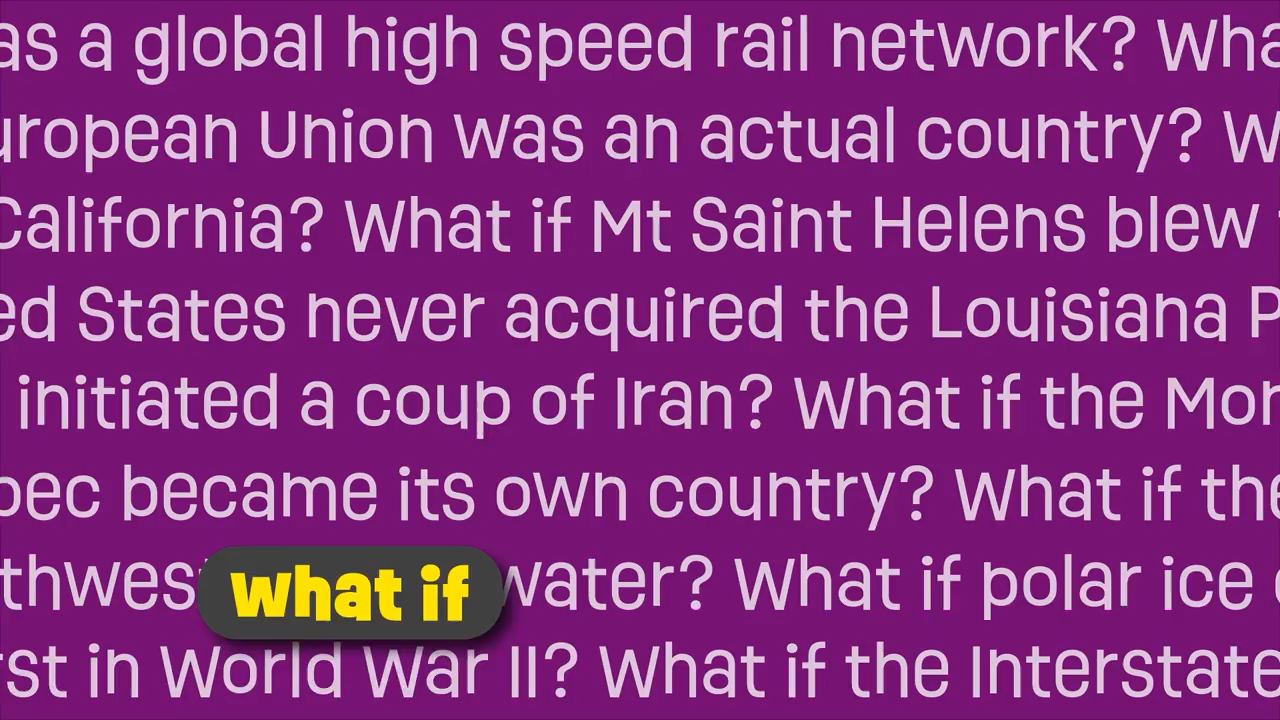 as a global high speed rail network? Wha
uropean Union was an actual country? W
California? What if Mt Saint Helens blew
ed States never acquired the Louisiana P
initiated a coup of Iran? What if the Mor
bec became its own country? What if the
thwest What if water? What if polar ice
rst in World War II? What if the Interstate